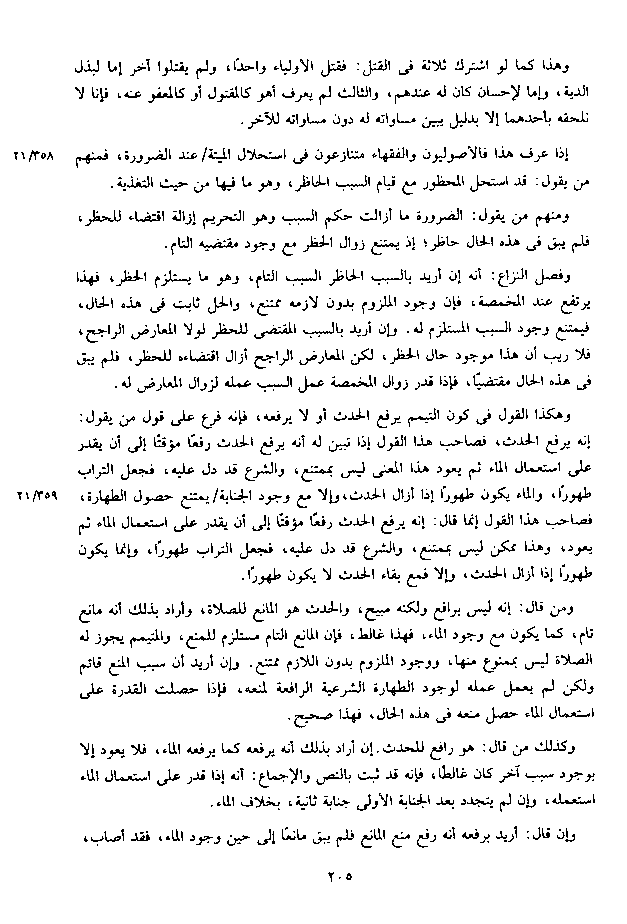 وهذا كما لو اشترك ثلاثة فى القتل: فقتل الأولياء واحدًا، ولم يقتلوا آخر إما لبذل
الدية، وإما لإحسان كان له عندهم، والثالث لم يعرف أهو كالمقتول أو كالمعفو عنه، فإنا لا
نلحقه بأحدهما إلا بدليل يبين مساواته له دون مساواته للآخر.
إذا عرف هذا فالأصوليون والفقهاء متنازعون فى استحلال الميتة/ عند الضرورة، فمنهم ٢١/٣٥٨
من يقول: قد استحل المحظور مع قيام السبب الحاظر، وهو ما فيها من حيث التغذية.
ومنهم من يقول: الضرورة ما أزالت حكم السبب وهو التحريم إزالة اقتضاء للحظر،
فلم يبق فى هذه الحال حاظر؛ إذ يمتنع زوال الحظر مع وجود مقتضيه التام.
وفصل النزاع: أنه إن أريد بالسبب الحاظر السبب التام، وهو ما يستلزم الحظر، فهذا
يرتفع عند المخمصة، فإن وجود الملزوم بدون لازمه ممتنع، والحل ثابت فى هذه الحال،
فيمتنع وجود السبب المستلزم له. وإن أريد بالسبب المقتضى للحظر لولا المعارض الراجح،
فلا ريب أن هذا موجود حال الحظر، لكن المعارض الراجح أزال اقتضاءه للحظر، فلم يبق
فى هذه الحال مقتضيًا، فإذا قدر زوال المخمصة عمل السبب عمله لزوال المعارض له.
وهكذا القول فى كون التيمم يرفع الحدث أو لا يرفعه، فإنه فرع على قول من يقول:
إنه يرفع الحدث، فصاحب هذا القول إذا تبين له أنه يرفع الحدث رفعًا مؤقتًا إلى أن يقدر
على استعمال الماء ثم يعود هذا المعنى ليس بممتنع، والشرع قد دل عليه، فجعل التراب
طهورًا، والماء يكون طهورًا إذا أزال الحدث، وإلا مع وجود الجنابة/ يمتنع حصول الطهارة، ٢١/٣٥٩
فصاحب هذا القول إنما قال: إنه يرفع الحدث رفعًا مؤقتًا إلى أن يقدر على استعمال الماء ثم
يعود، وهذا ممكن ليس بممتنع، والشرع قد دل عليه، فجعل التراب طهورًا، وإنما يكون
طهورًا إذا أزال الحدث، وإلا فمع بقاء الحدث لا يكون طهورًا.
ومن قال: إنه ليس برافع ولكنه مبيح، والحدث هو المانع للصلاة، وأراد بذلك أنه مانع
تام، كما يكون مع وجود الماء، فهذا غالط، فإن المانع التام مستلزم للمنع، والمتيمم يجوز له
الصلاة ليس بممنوع منها، ووجود الملزوم بدون اللازم ممتنع. وإن أريد أن سبب المنع قائم
ولكن لم يعمل عمله لوجود الطهارة الشرعية الرافعة لمنعه، فإذا حصلت القدرة على
استعمال الماء حصل منعه فى هذه الحال، فهذا صحيح.
وكذلك من قال: هو رافع للحدث. إن أراد بذلك أنه يرفعه كما يرفعه الماء، فلا يعود إلا
بوجود سبب آخر كان غالطًا، فإنه قد ثبت بالنص والإجماع: أنه إذا قدر على استعمال الماء
استعمله، وإن لم يتجدد بعد الجنابة الأولى جنابة ثانية، بخلاف الماء.
وإن قال: أريد برفعه أنه رفع منع المانع فلم يبق مانعًا إلى حين وجود الماء، فقد أصاب،
٢٠٥